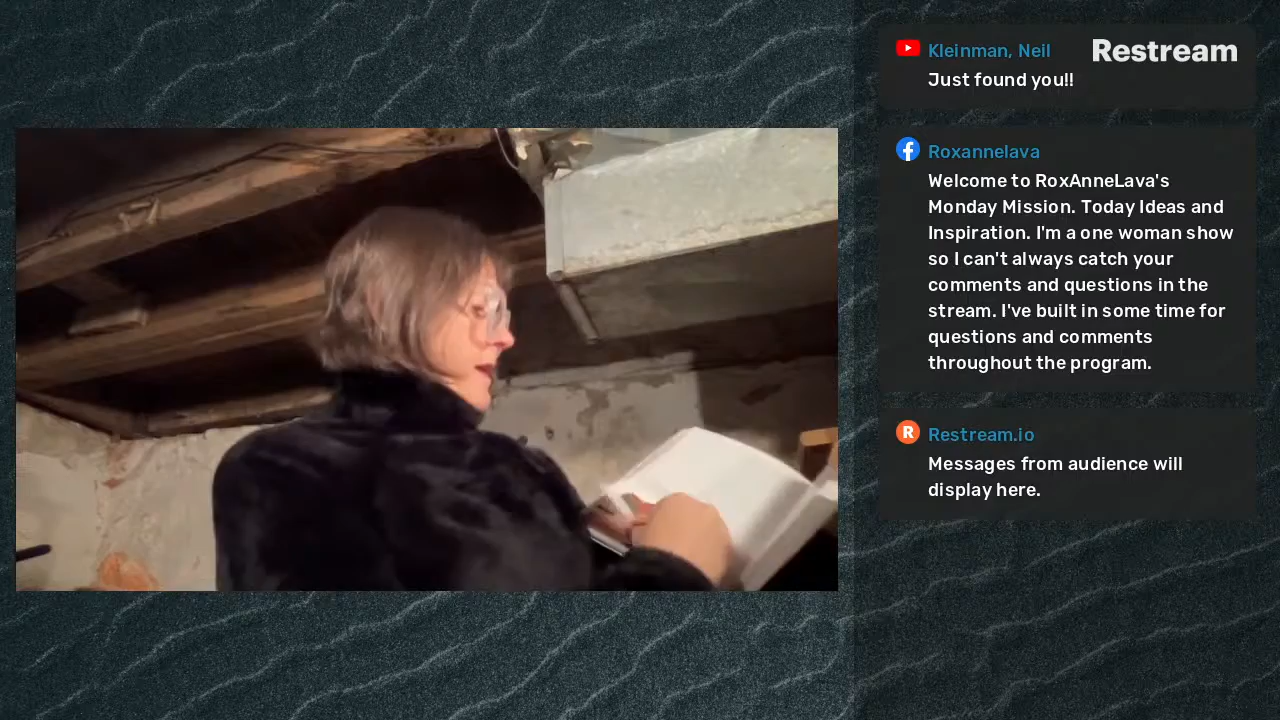 Kleinman, Neil
Restream
Just found you!!
Roxannelava
Welcome to RoxAnneLava's
Monday Mission. Today Ideas and
Inspiration. I'm a one woman show
so I can't always catch your
comments and questions in the
stream. I've built in some time for
questions and comments
throughout the program.
R
Restream.io
Messages from audience will
display here.